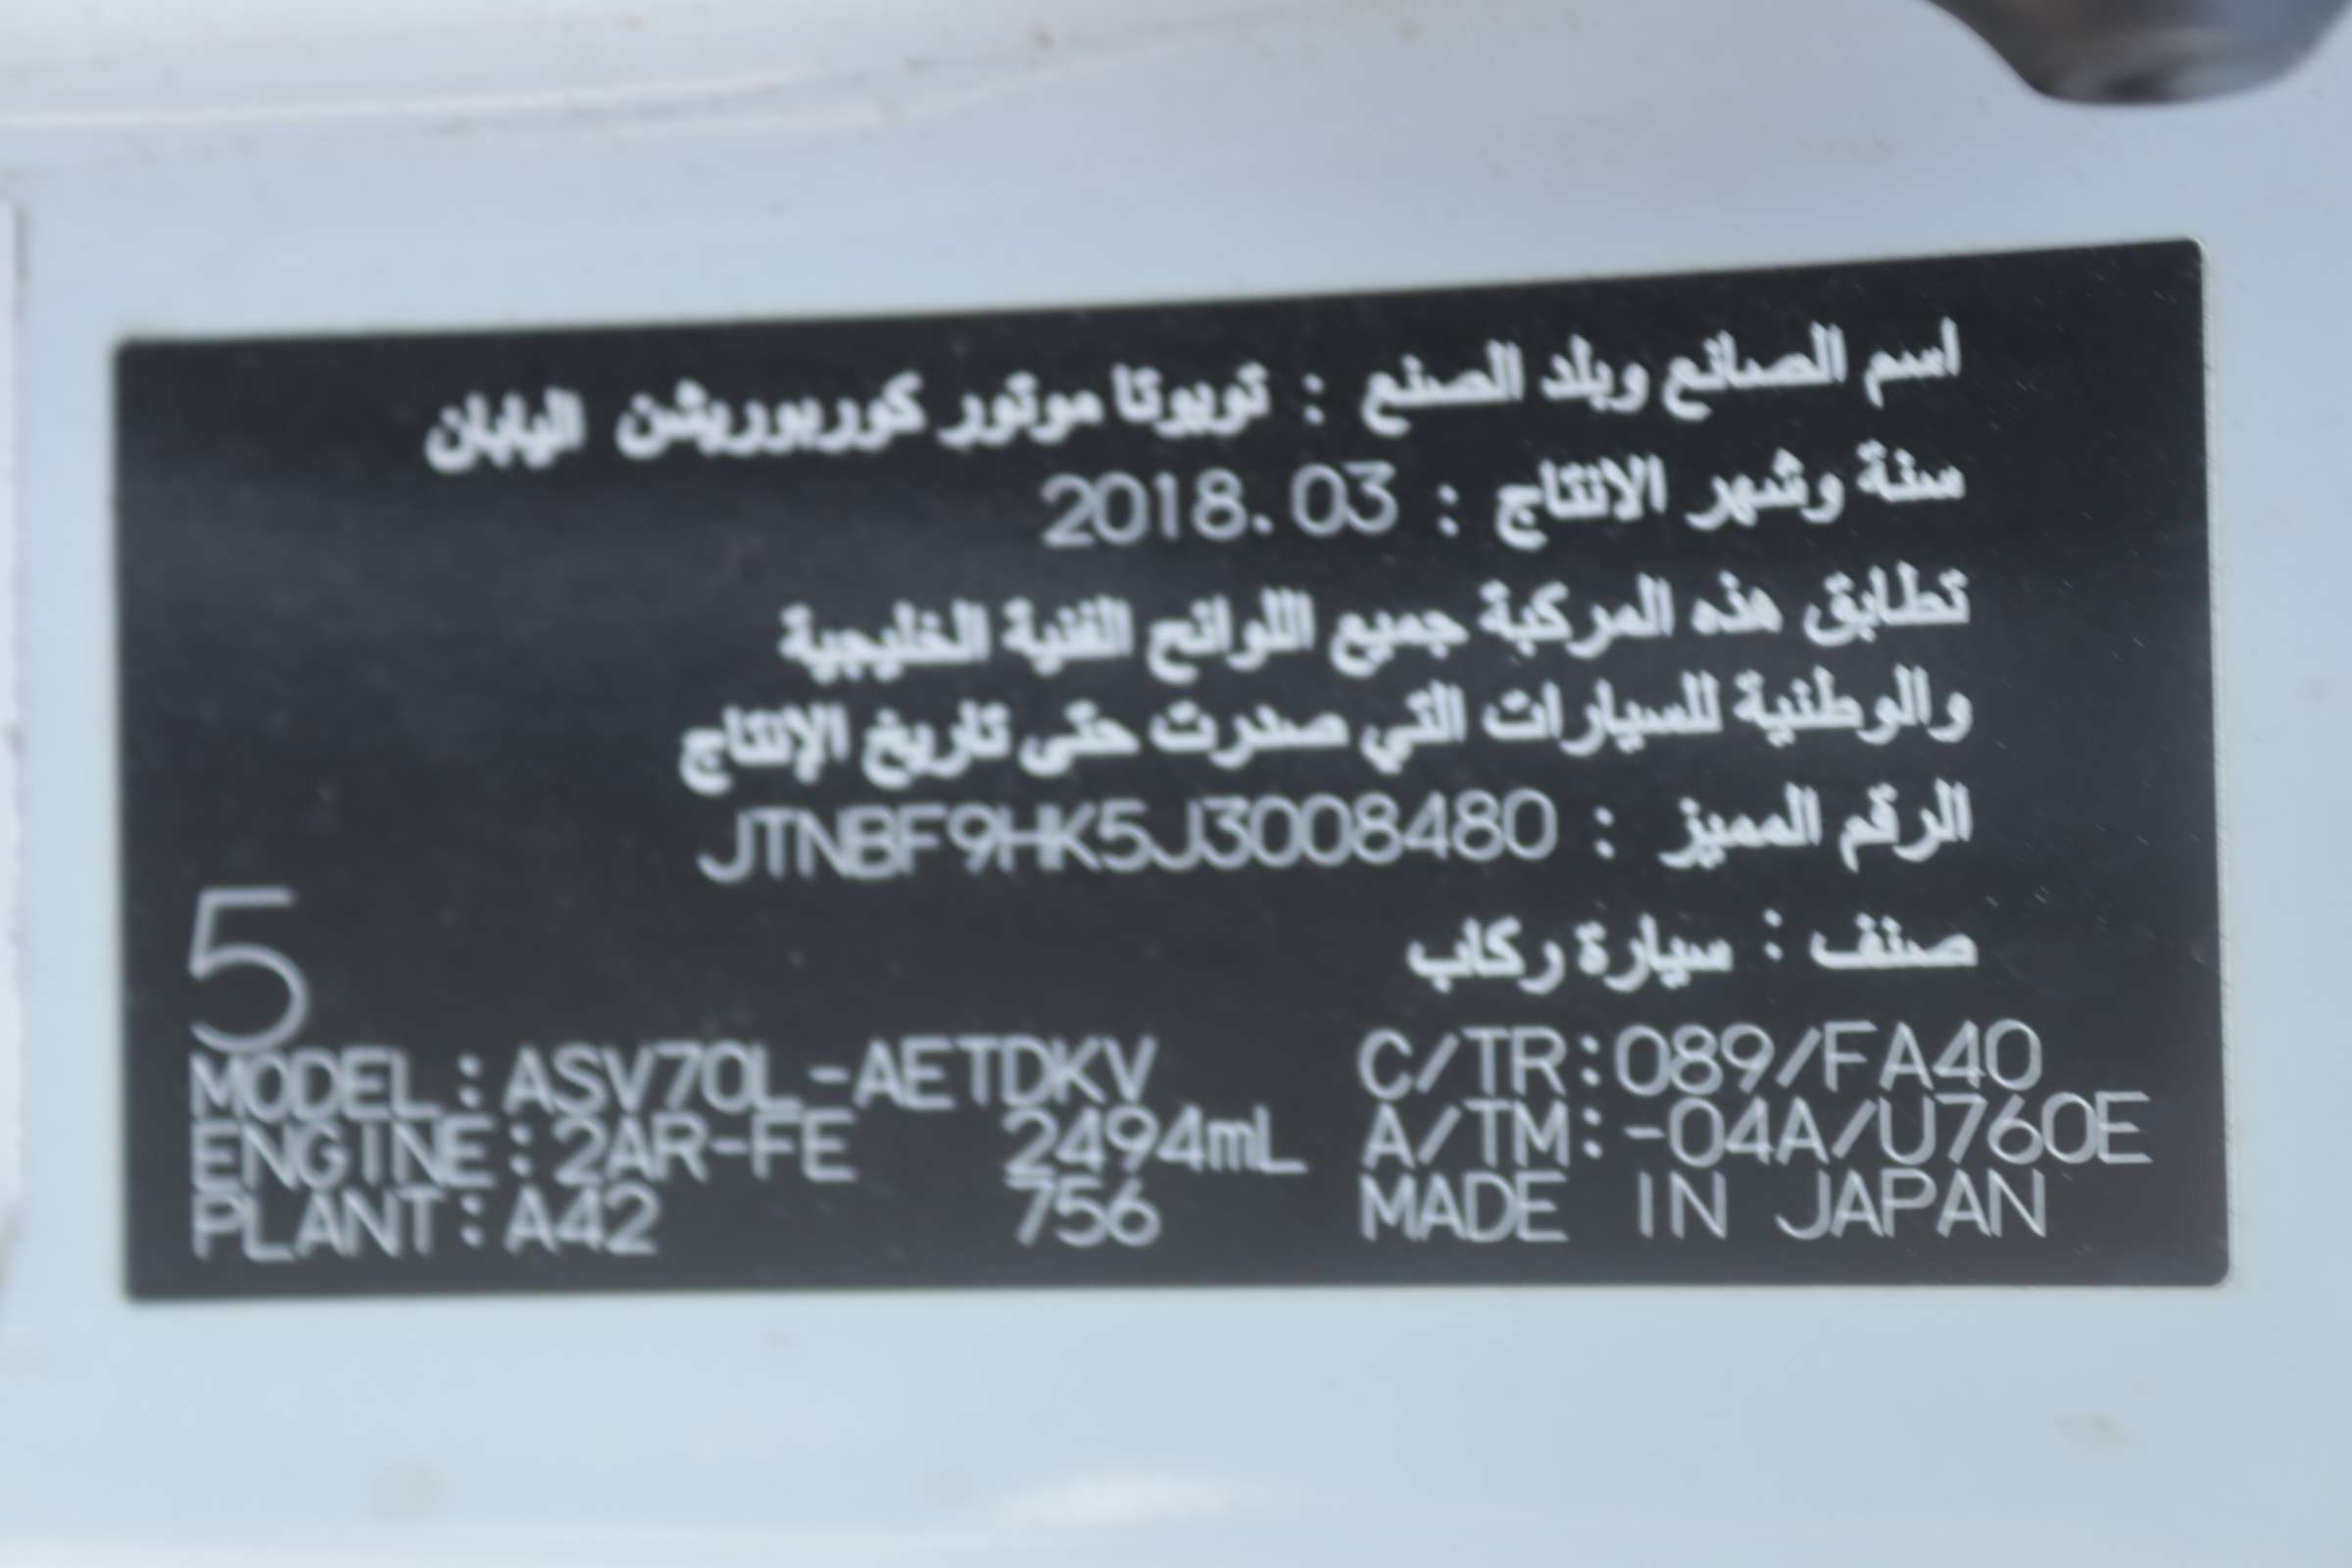 اسم الصانع وبلد الصنع : تويوتا موتور كوربوريشن اليابان
سنة وشهر الانتاج : 2018.03
تطابق هذه المركبة جميع اللوائح الفنية الخليجية
والوطنية للسيارات التي صدرت حتى تاريخ الإنتاج
الرقم المميز : JTNBF9HK5J3008480
صنف : سيارة ركاب
5
MODEL:ASV70L-AETDKV C/TR:089/FA40
ENGINE:2AR-FE 2494mL A/TM:-04A/U760E
PLANT:A42 756 MADE IN JAPAN